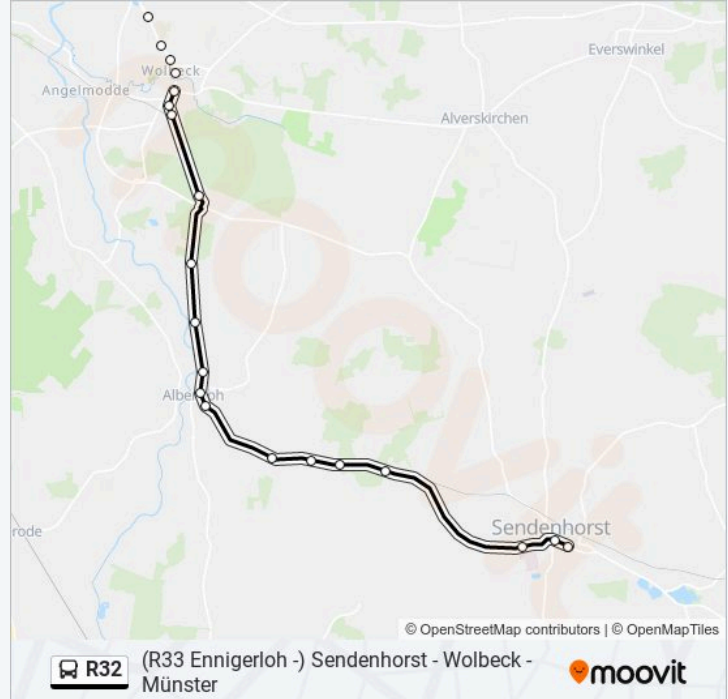 Everswinkel
Wolbeck
Angelmodde
Alverskirchen
Albersloh
rode
Sendenhorst
© OpenStreetMap contributors | © OpenMapTiles
R32
(R33 Ennigerloh -) Sendenhorst - Wolbeck -
Münster
moovit